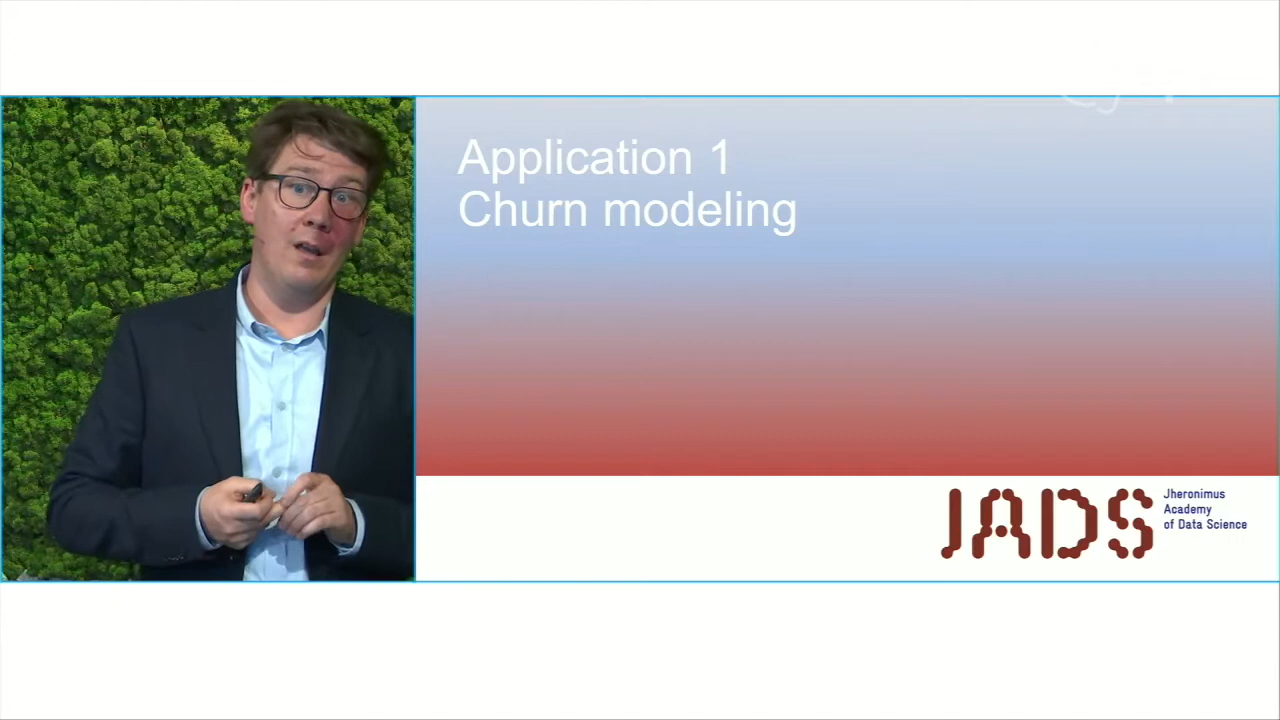 Application 1
Churn modeling
JADS
Jheronimus
Academy
of Data Science